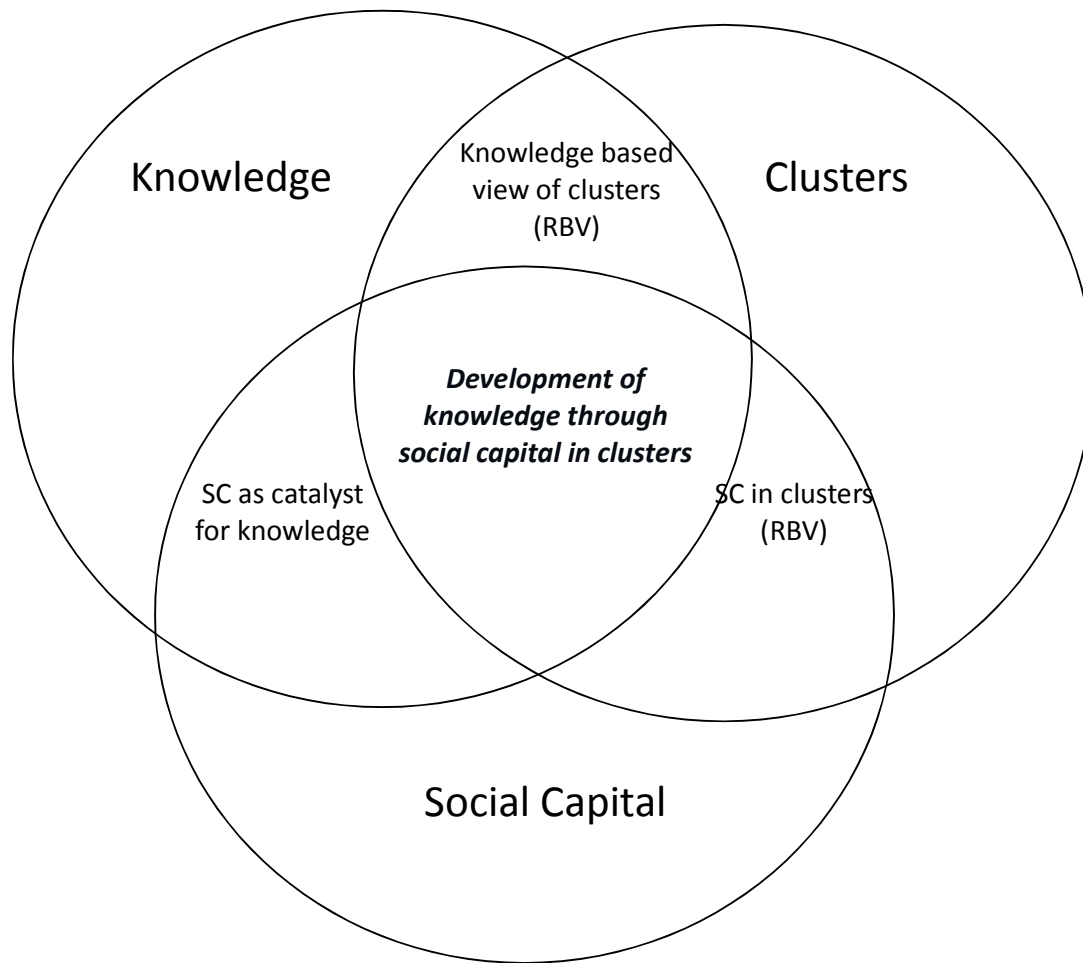 Knowledge
Knowledge based
view of clusters
(RBV)
Clusters
Development of
knowledge through
social capital in clusters
SC as catalyst
for knowledge
SC in clusters
(RBV)
Social Capital